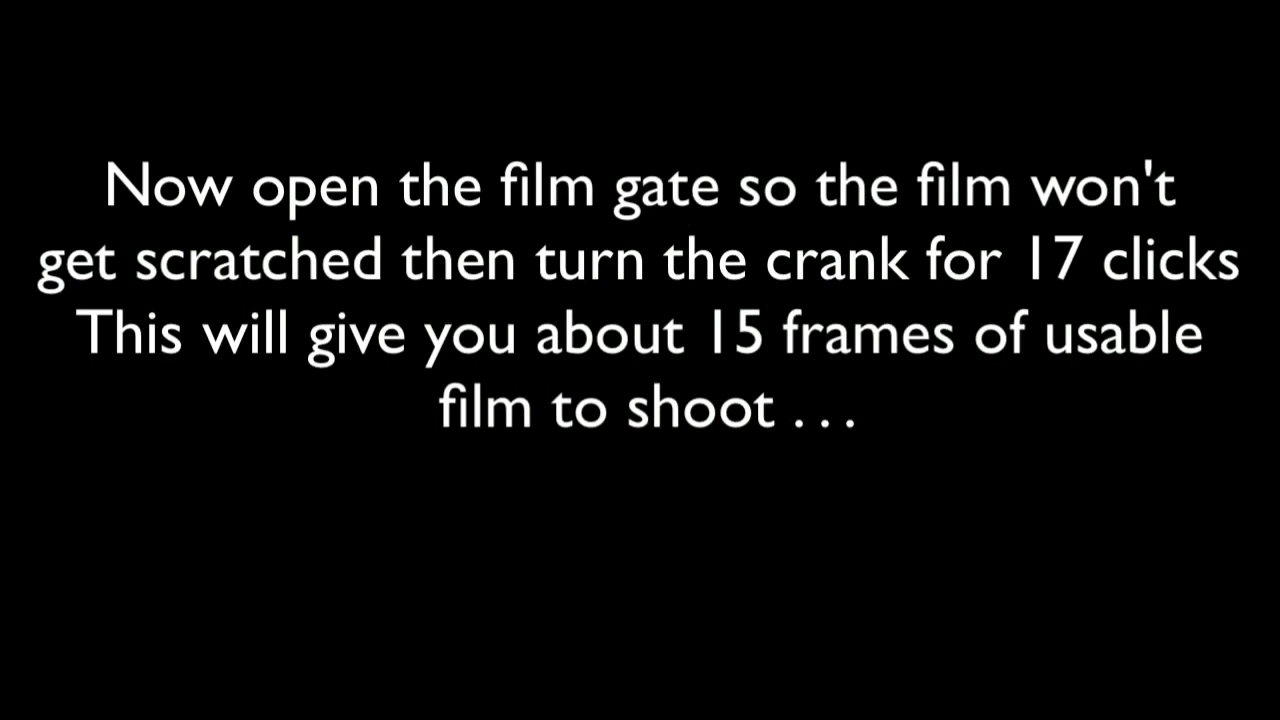 Now open the film gate so the film won't
get scratched then turn the crank for 17 clicks
This will give you about 15 frames of usable
film to shoot . . .